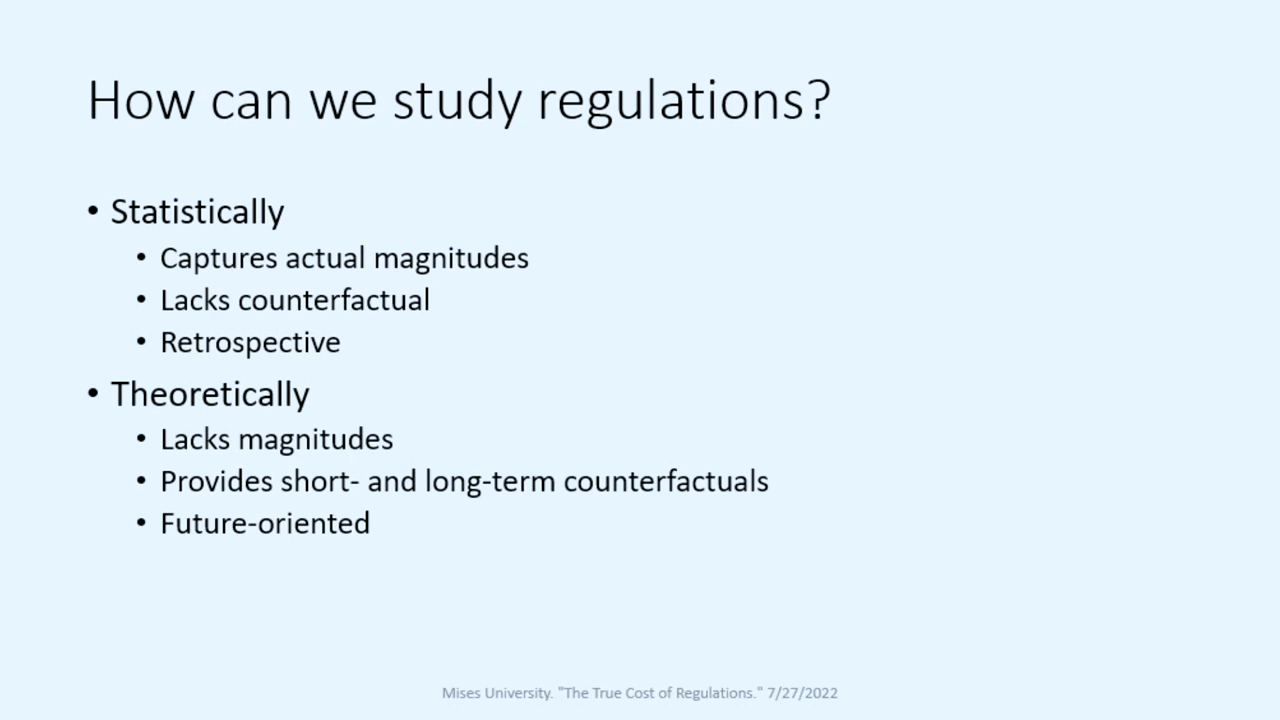 How can we study regulations?
• Statistically
• Captures actual magnitudes
• Lacks counterfactual
• Retrospective
• Theoretically
• Lacks magnitudes
• Provides short- and long-term counterfactuals
• Future-oriented
Mises University. "The True Cost of Regulations." 7/27/2022